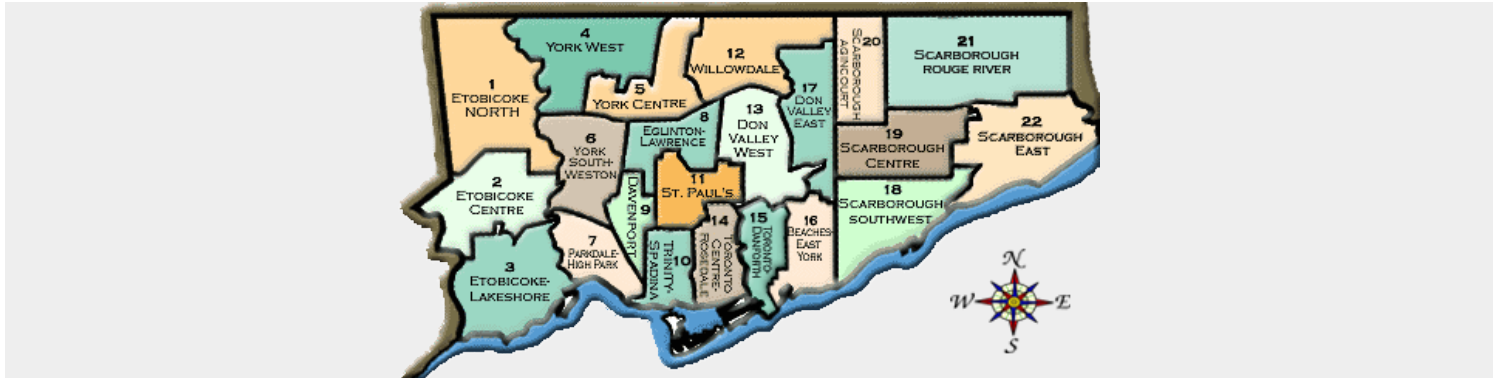 1
ETOBICOKE
NORTH
2
ETOBICOKE
CENTRE
3
ETOBICOKE-
LAKESHORE
4
YORK WEST
5
YORK CENTRE
6
YORK
SOUTH-
WESTON
7
PARKDALE-
HIGH PARK
8
EGLINTON-
LAWRENCE
DAVENPORT
9
TRINITY-
SPADINA
10
11
ST. PAUL'S
12
WILLOWDALE
13
DON
VALLEY
WEST
14
TORONTO
CENTRE-
ROSEDALE
15
TORONTO-
DANFORTH
16
BEACHES-
EAST
YORK
17
DON
VALLEY
EAST
18
SCARBOROUGH
SOUTHWEST
19
SCARBOROUGH
CENTRE
20
SCARBOROUGH
AGINCOURT
21
SCARBOROUGH
ROUGE RIVER
22
SCARBOROUGH
EAST
N
W E
S